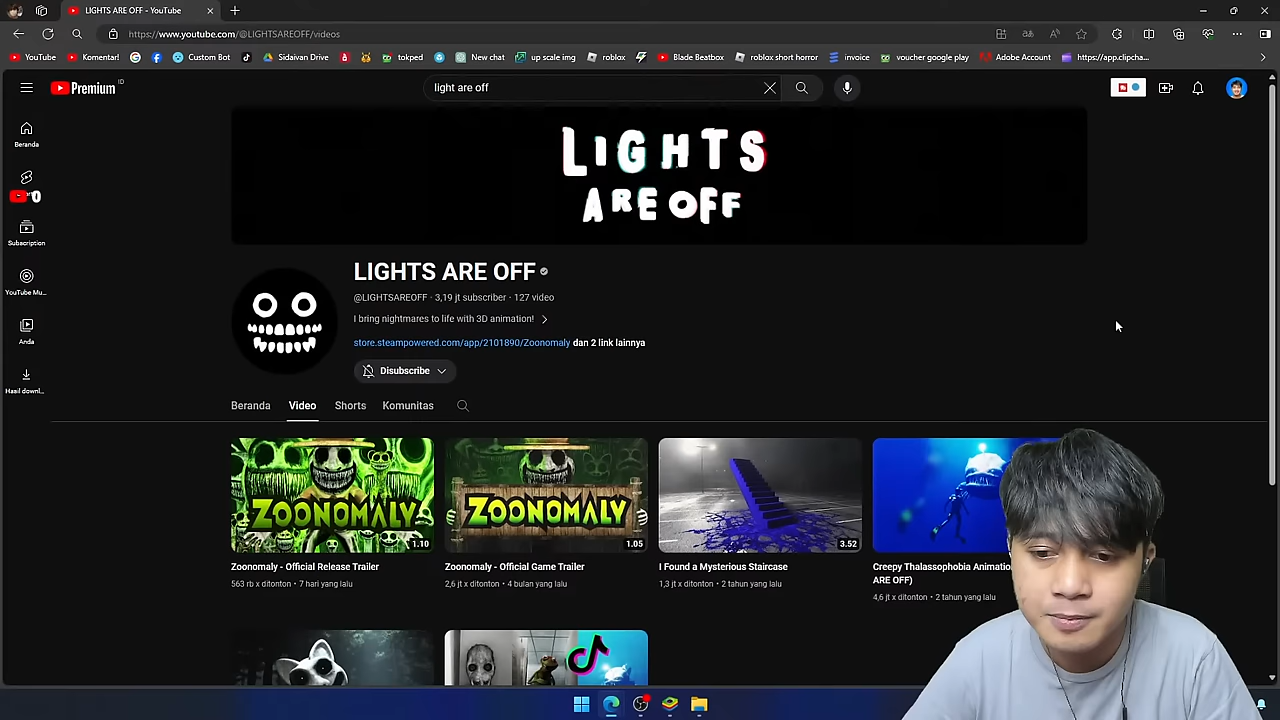 LIGHTS ARE OFF - YouTube
https://www.youtube.com/@LIGHTSAREOFF/videos
YouTube
Komentar!
Custom Bot
Sidivan Drive
tokped
New chat
up scale img
roblox
Blade Beatbox
roblox short horror
invoice
voucher google play
Adobe Account
https://app.clipcha...
Premium ID
light are off
LIGHTS
ARE OFF
Beranda
0
Subscription
YouTube Mu...
Anda
Hasil downl...
LIGHTS ARE OFF
@LIGHTSAREOFF · 3,19 jt subscriber · 127 video
I bring nightmares to life with 3D animation!
store.steampowered.com/app/2101890/Zoonomaly dan 2 link lainnya
Disubscribe
Beranda
Video
Shorts
Komunitas
ZOONOMALY
1.10
Zoonomaly - Official Release Trailer
563 rb x ditonton • 7 hari yang lalu
ZOONOMALY
1.05
Zoonomaly - Official Game Trailer
2,6 jt x ditonton • 4 bulan yang lalu
3.52
I Found a Mysterious Staircase
1,3 jt x ditonton • 2 tahun yang lalu
Creepy Thalassophobia Animatio
ARE OFF)
4,6 jt x ditonton • 2 tahun yang lalu